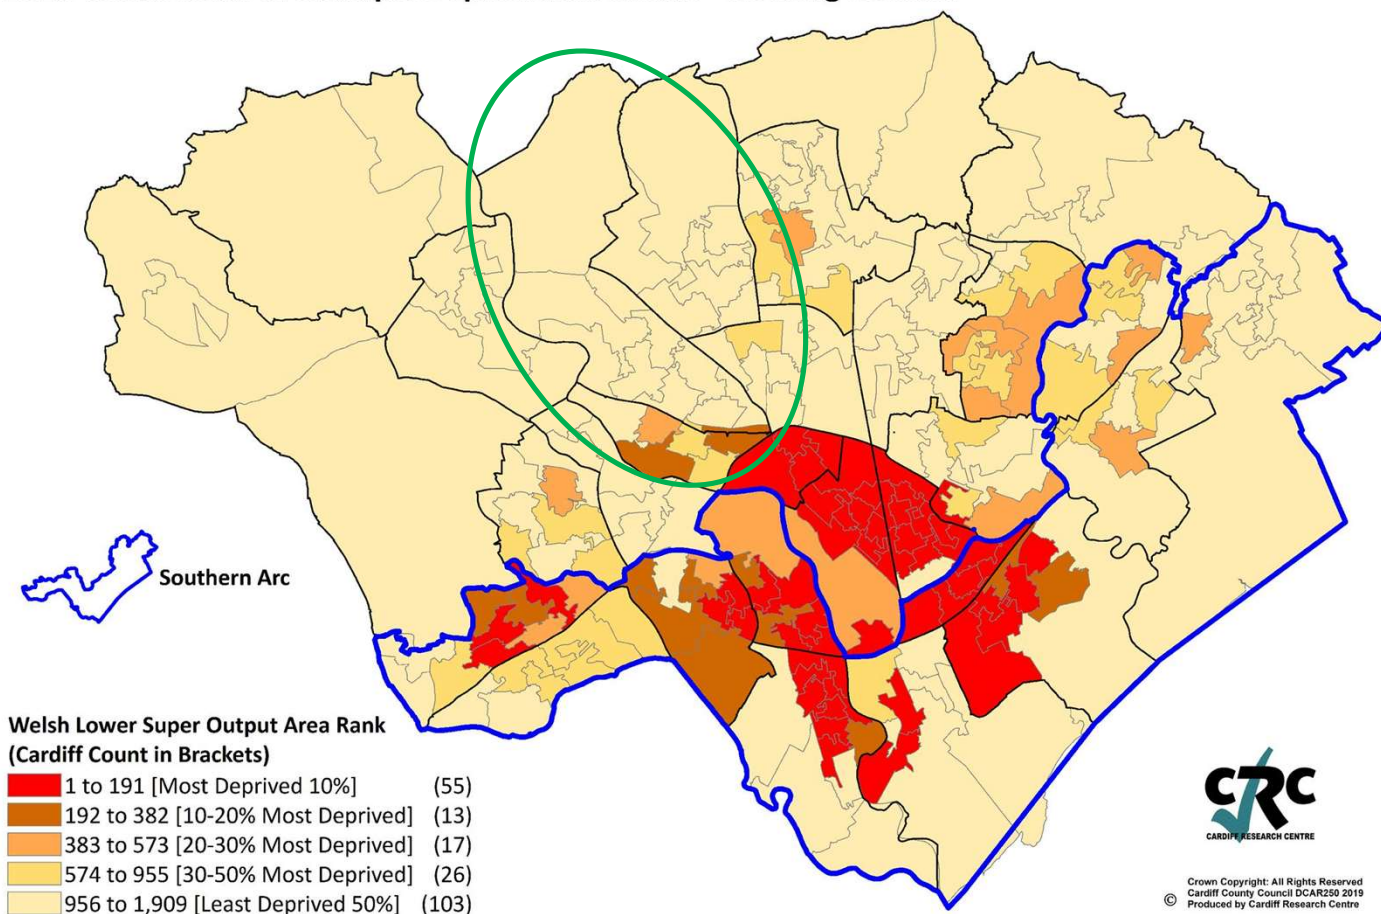 Southern Arc
Welsh Lower Super Output Area Rank
(Cardiff Count in Brackets)
1 to 191 [Most Deprived 10%] (55)
192 to 382 [10-20% Most Deprived] (13)
383 to 573 [20-30% Most Deprived] (17)
574 to 955 [30-50% Most Deprived] (26)
956 to 1,909 [Least Deprived 50%] (103)
CRC
CARDIFF RESEARCH CENTRE
Crown Copyright: All Rights Reserved
Cardiff County Council DCAR250 2019
© Produced by Cardiff Research Centre